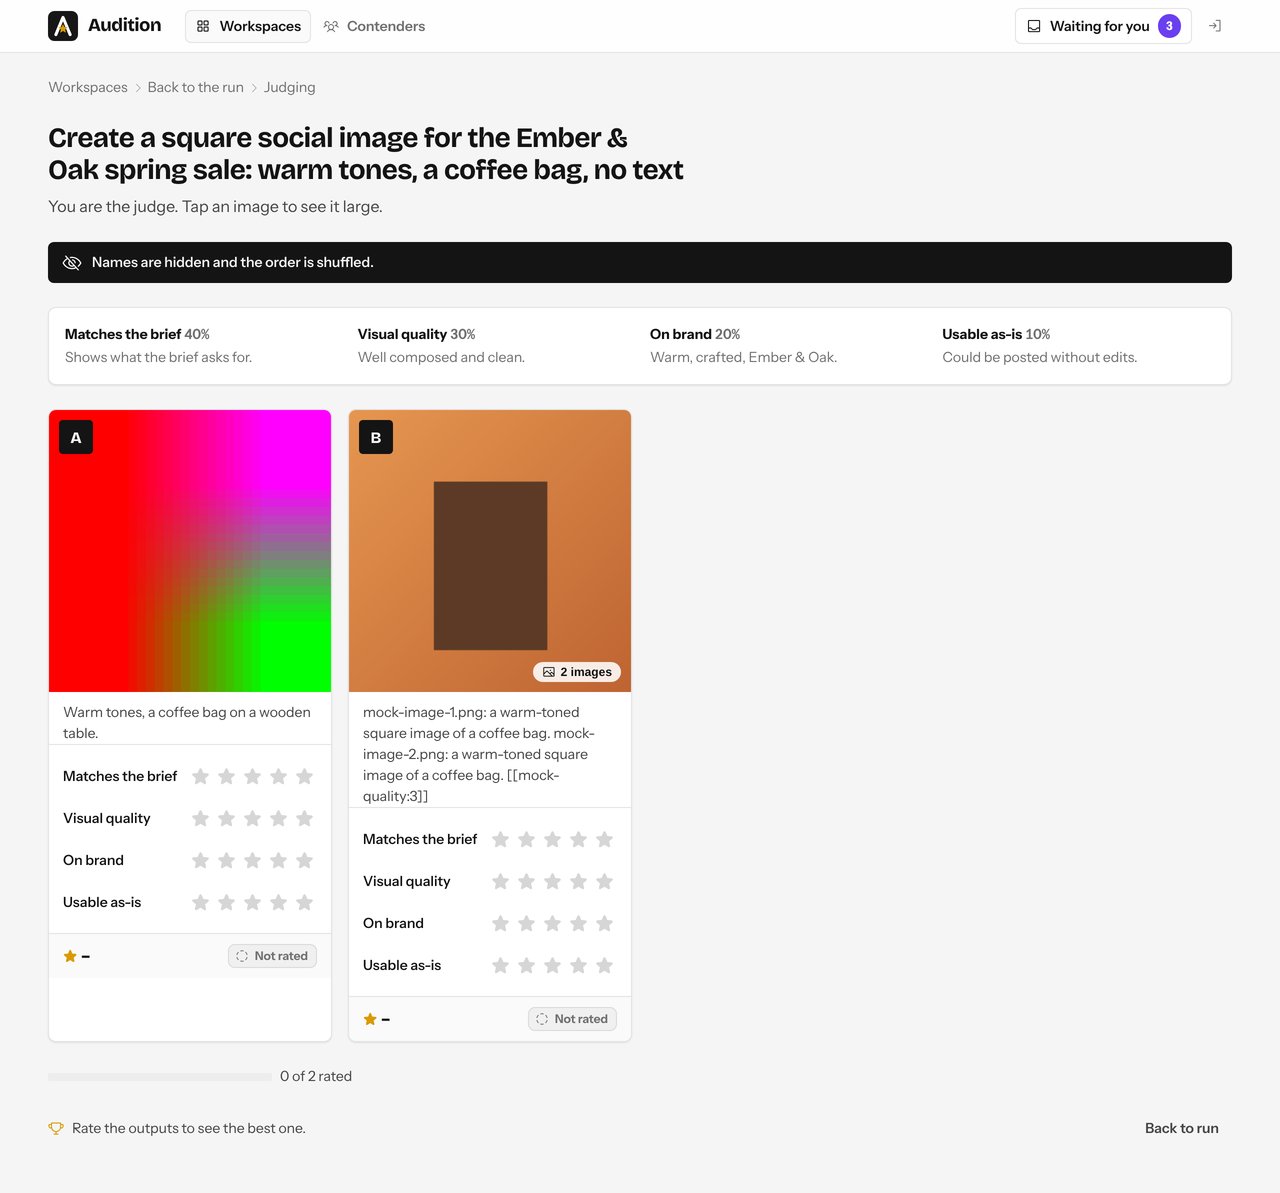 Audition
Workspaces
Contenders
Waiting for you 3
Workspaces > Back to the run > Judging
Create a square social image for the Ember &
Oak spring sale: warm tones, a coffee bag, no text
You are the judge. Tap an image to see it large.
Names are hidden and the order is shuffled.
Matches the brief 40%
Shows what the brief asks for.
Visual quality 30%
Well composed and clean.
On brand 20%
Warm, crafted, Ember & Oak.
Usable as-is 10%
Could be posted without edits.
A
Warm tones, a coffee bag on a wooden
table.
Matches the brief
Visual quality
On brand
Usable as-is
–
Not rated
B
2 images
mock-image-1.png: a warm-toned
square image of a coffee bag. mock-
image-2.png: a warm-toned square
image of a coffee bag. [[mock-
quality:3]]
Matches the brief
Visual quality
On brand
Usable as-is
–
Not rated
0 of 2 rated
Rate the outputs to see the best one.
Back to run